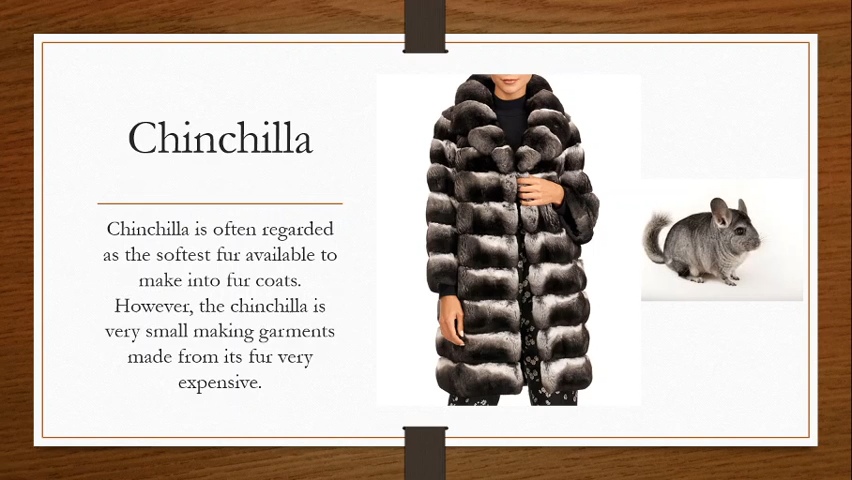 Chinchilla
Chinchilla is often regarded
as the softest fur available to
make into fur coats.
However, the chinchilla is
very small making garments
made from its fur very
expensive.